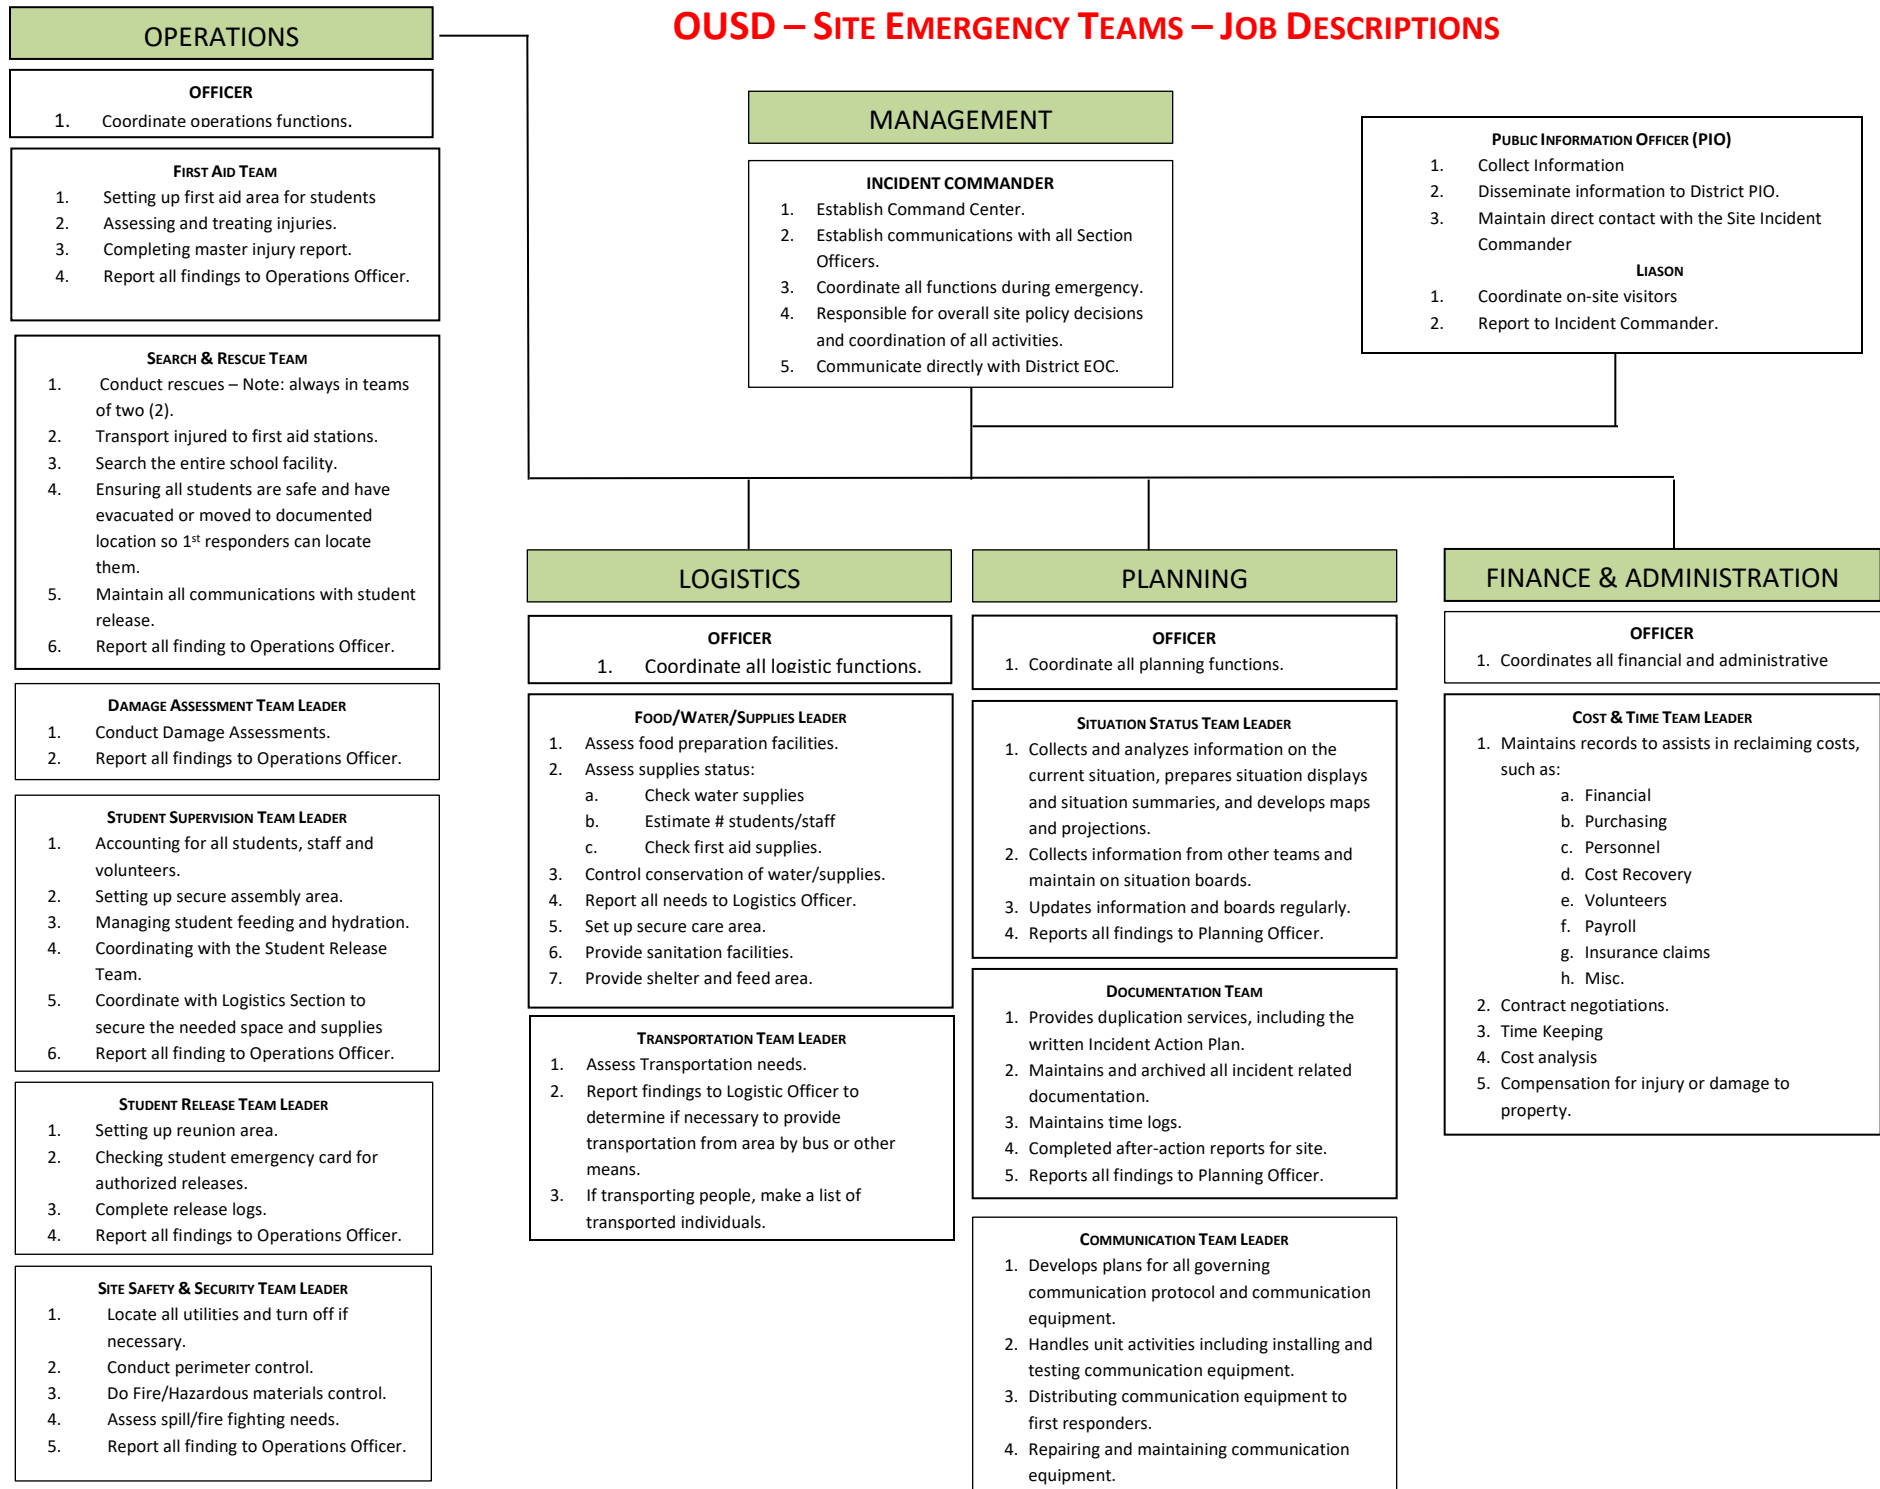 OUSD – SITE EMERGENCY TEAMS – JOB DESCRIPTIONS
OPERATIONS
OFFICER
1. Coordinate operations functions.
FIRST AID TEAM
1. Setting up first aid area for students
2. Assessing and treating injuries.
3. Completing master injury report.
4. Report all findings to Operations Officer.
SEARCH & RESCUE TEAM
1. Conduct rescues – Note: always in teams
of two (2).
2. Transport injured to first aid stations.
3. Search the entire school facility.
4. Ensuring all students are safe and have
evacuated or moved to documented
location so 1st responders can locate
them.
5. Maintain all communications with student
release.
6. Report all finding to Operations Officer.
DAMAGE ASSESSMENT TEAM LEADER
1. Conduct Damage Assessments.
2. Report all findings to Operations Officer.
STUDENT SUPERVISION TEAM LEADER
1. Accounting for all students, staff and
volunteers.
2. Setting up secure assembly area.
3. Managing student feeding and hydration.
4. Coordinating with the Student Release
Team.
5. Coordinate with Logistics Section to
secure the needed space and supplies
6. Report all finding to Operations Officer.
STUDENT RELEASE TEAM LEADER
1. Setting up reunion area.
2. Checking student emergency card for
authorized releases.
3. Complete release logs.
4. Report all findings to Operations Officer.
SITE SAFETY & SECURITY TEAM LEADER
1. Locate all utilities and turn off if
necessary.
2. Conduct perimeter control.
3. Do Fire/Hazardous materials control.
4. Assess spill/fire fighting needs.
5. Report all finding to Operations Officer.
MANAGEMENT
INCIDENT COMMANDER
1. Establish Command Center.
2. Establish communications with all Section
Officers.
3. Coordinate all functions during emergency.
4. Responsible for overall site policy decisions
and coordination of all activities.
5. Communicate directly with District EOC.
PUBLIC INFORMATION OFFICER (PIO)
1. Collect Information
2. Disseminate information to District PIO.
3. Maintain direct contact with the Site Incident
Commander
LIASON
1. Coordinate on-site visitors
2. Report to Incident Commander.
LOGISTICS
OFFICER
1. Coordinate all logistic functions.
FOOD/WATER/SUPPLIES LEADER
1. Assess food preparation facilities.
2. Assess supplies status:
a. Check water supplies
b. Estimate # students/staff
c. Check first aid supplies.
3. Control conservation of water/supplies.
4. Report all needs to Logistics Officer.
5. Set up secure care area.
6. Provide sanitation facilities.
7. Provide shelter and feed area.
TRANSPORTATION TEAM LEADER
1. Assess Transportation needs.
2. Report findings to Logistic Officer to
determine if necessary to provide
transportation from area by bus or other
means.
3. If transporting people, make a list of
transported individuals.
PLANNING
OFFICER
1. Coordinate all planning functions.
SITUATION STATUS TEAM LEADER
1. Collects and analyzes information on the
current situation, prepares situation displays
and situation summaries, and develops maps
and projections.
2. Collects information from other teams and
maintain on situation boards.
3. Updates information and boards regularly.
4. Reports all findings to Planning Officer.
DOCUMENTATION TEAM
1. Provides duplication services, including the
written Incident Action Plan.
2. Maintains and archived all incident related
documentation.
3. Maintains time logs.
4. Completed after-action reports for site.
5. Reports all findings to Planning Officer.
COMMUNICATION TEAM LEADER
1. Develops plans for all governing
communication protocol and communication
equipment.
2. Handles unit activities including installing and
testing communication equipment.
3. Distributing communication equipment to
first responders.
4. Repairing and maintaining communication
equipment.
FINANCE & ADMINISTRATION
OFFICER
1. Coordinates all financial and administrative
COST & TIME TEAM LEADER
1. Maintains records to assists in reclaiming costs,
such as:
a. Financial
b. Purchasing
c. Personnel
d. Cost Recovery
e. Volunteers
f. Payroll
g. Insurance claims
h. Misc.
2. Contract negotiations.
3. Time Keeping
4. Cost analysis
5. Compensation for injury or damage to
property.